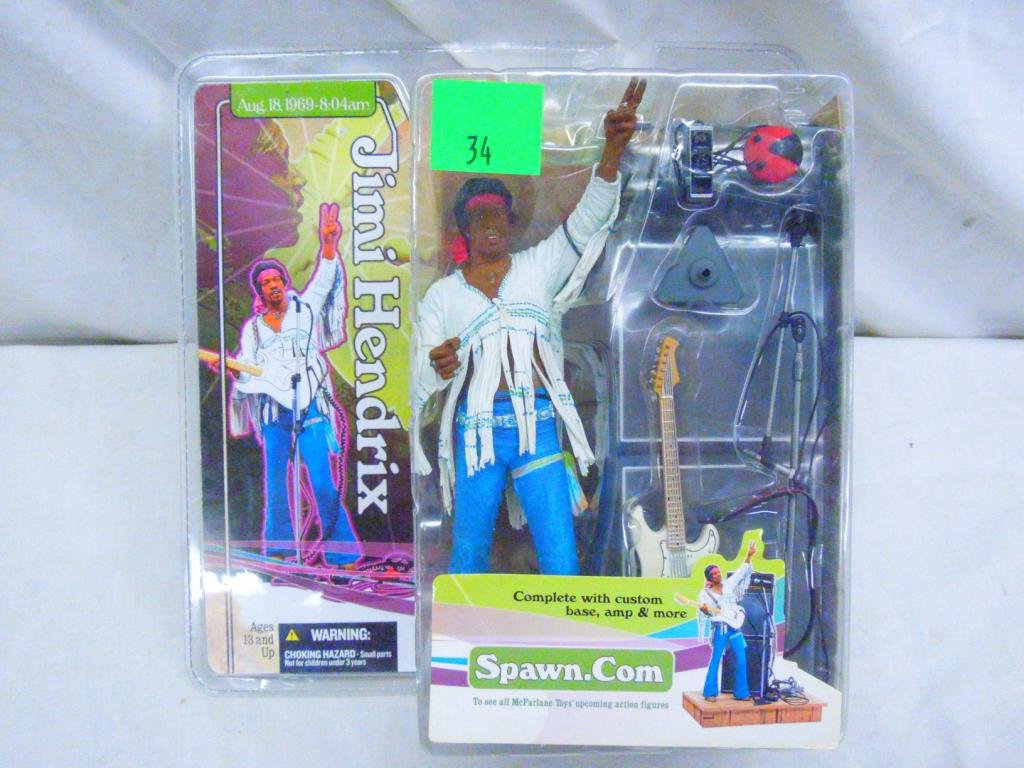 Aug. 18, 1969-8:04am
Jimi Hendrix
34
Ages
13 and
Up
WARNING:
CHOKING HAZARD - Small parts
Not for children under 3 years
Complete with custom
base, amp & more
Spawn.Com
To see all McFarlane Toys' upcoming action figures